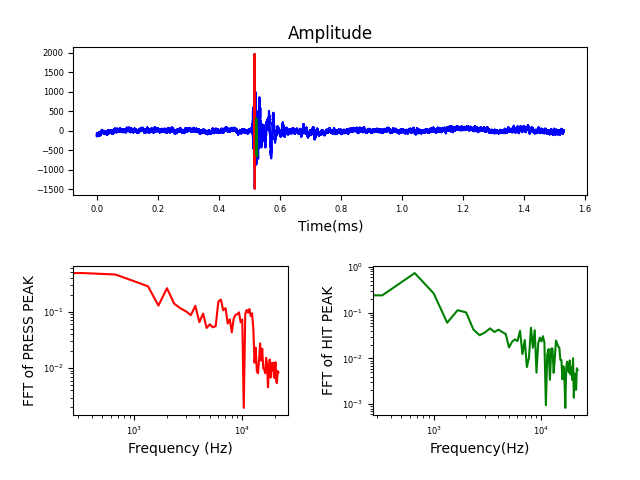 Amplitude
2000
1500
1000
500
0
−500
−1000
−1500
0.0 0.2 0.4 0.6 0.8 1.0 1.2 1.4 1.6
Time(ms)
FFT of PRESS PEAK
10⁻¹
10⁻²
10³ 10⁴
Frequency (Hz)
FFT of HIT PEAK
10⁰
10⁻¹
10⁻²
10⁻³
10³ 10⁴
Frequency(Hz)